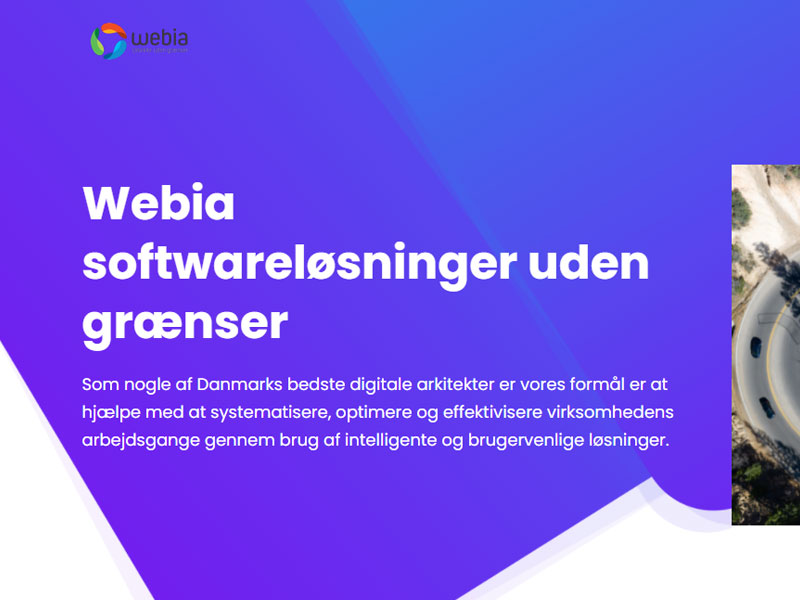 webia
Webia
softwareløsninger uden
grænser
Som nogle af Danmarks bedste digitale arkitekter er vores formål er at
hjælpe med at systematisere, optimere og effektivisere virksomhedens
arbejdsgange gennem brug af intelligente og brugervenlige løsninger.